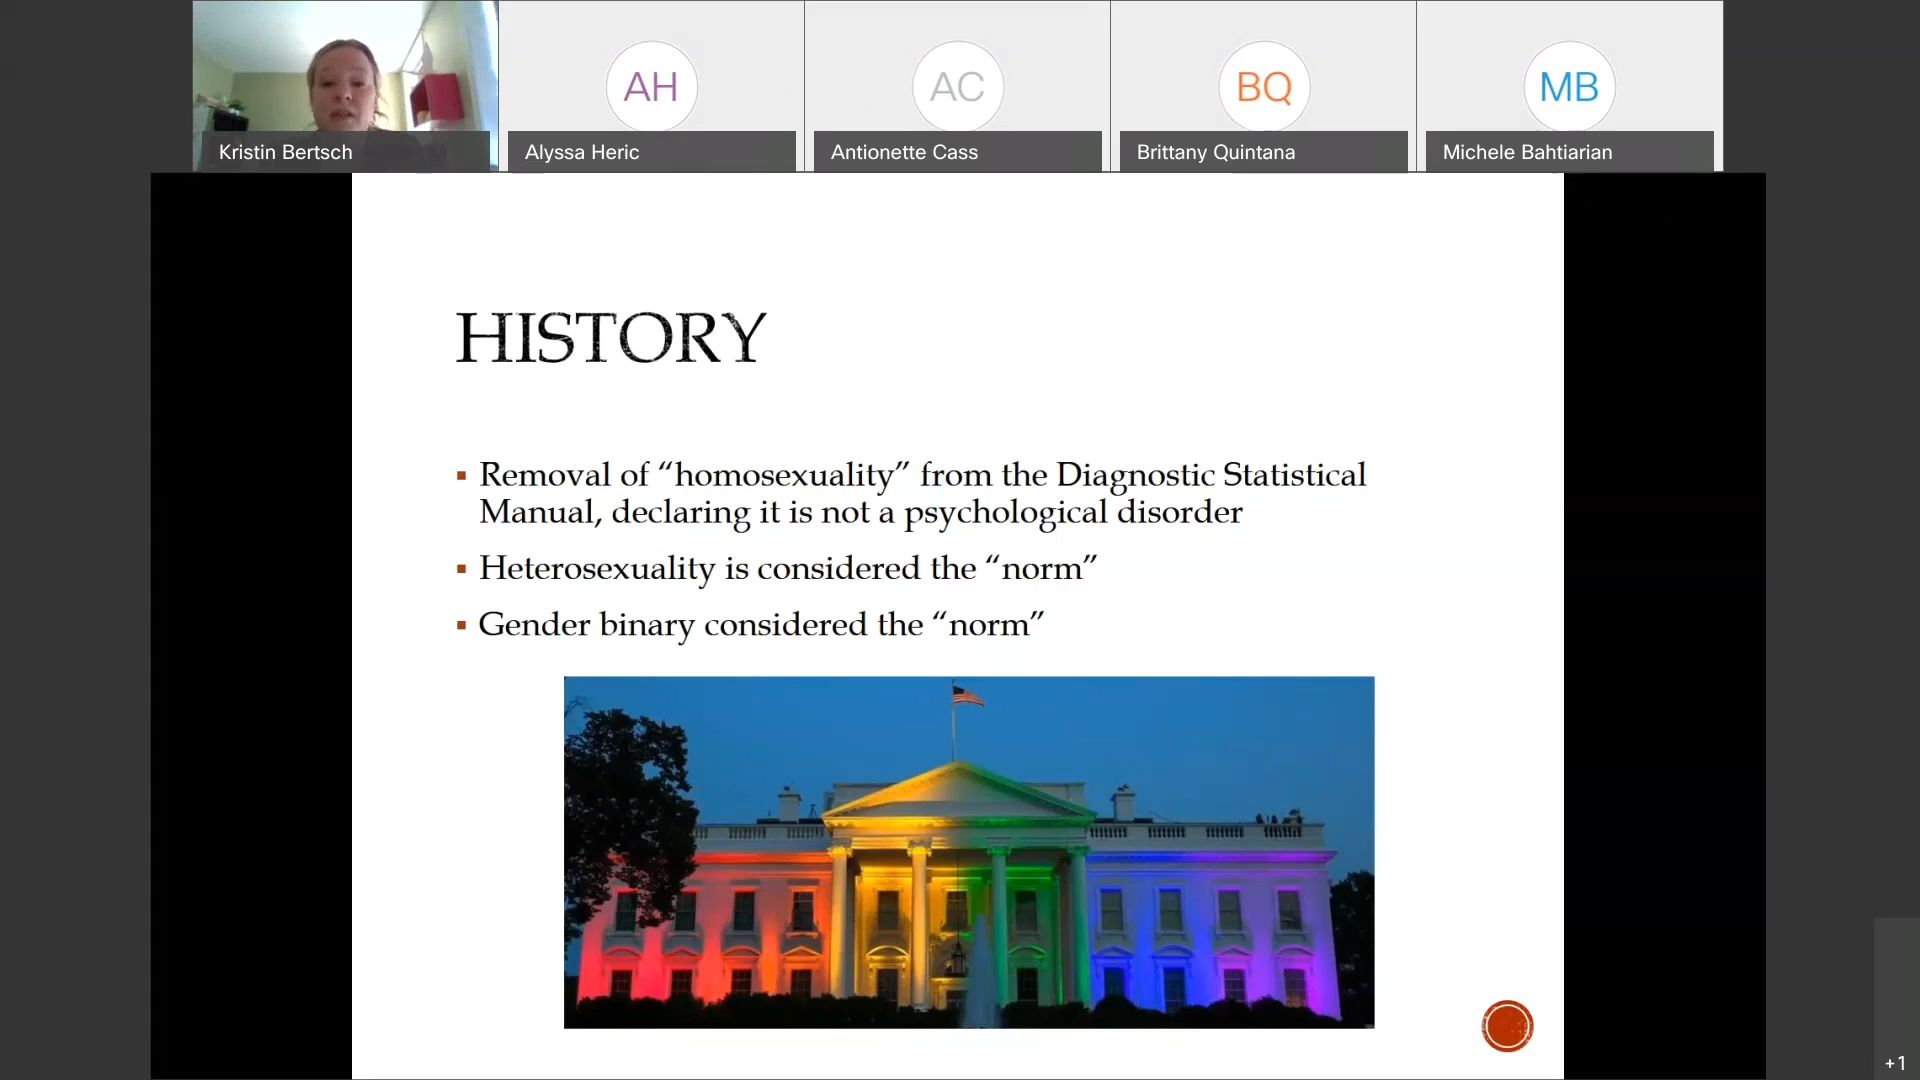 AH
AC
BQ
MB
Kristin Bertsch
Alyssa Heric
Antionette Cass
Brittany Quintana
Michele Bahtiarian
HISTORY
▪ Removal of “homosexuality” from the Diagnostic Statistical
Manual, declaring it is not a psychological disorder
▪ Heterosexuality is considered the “norm”
▪ Gender binary considered the “norm”
+1